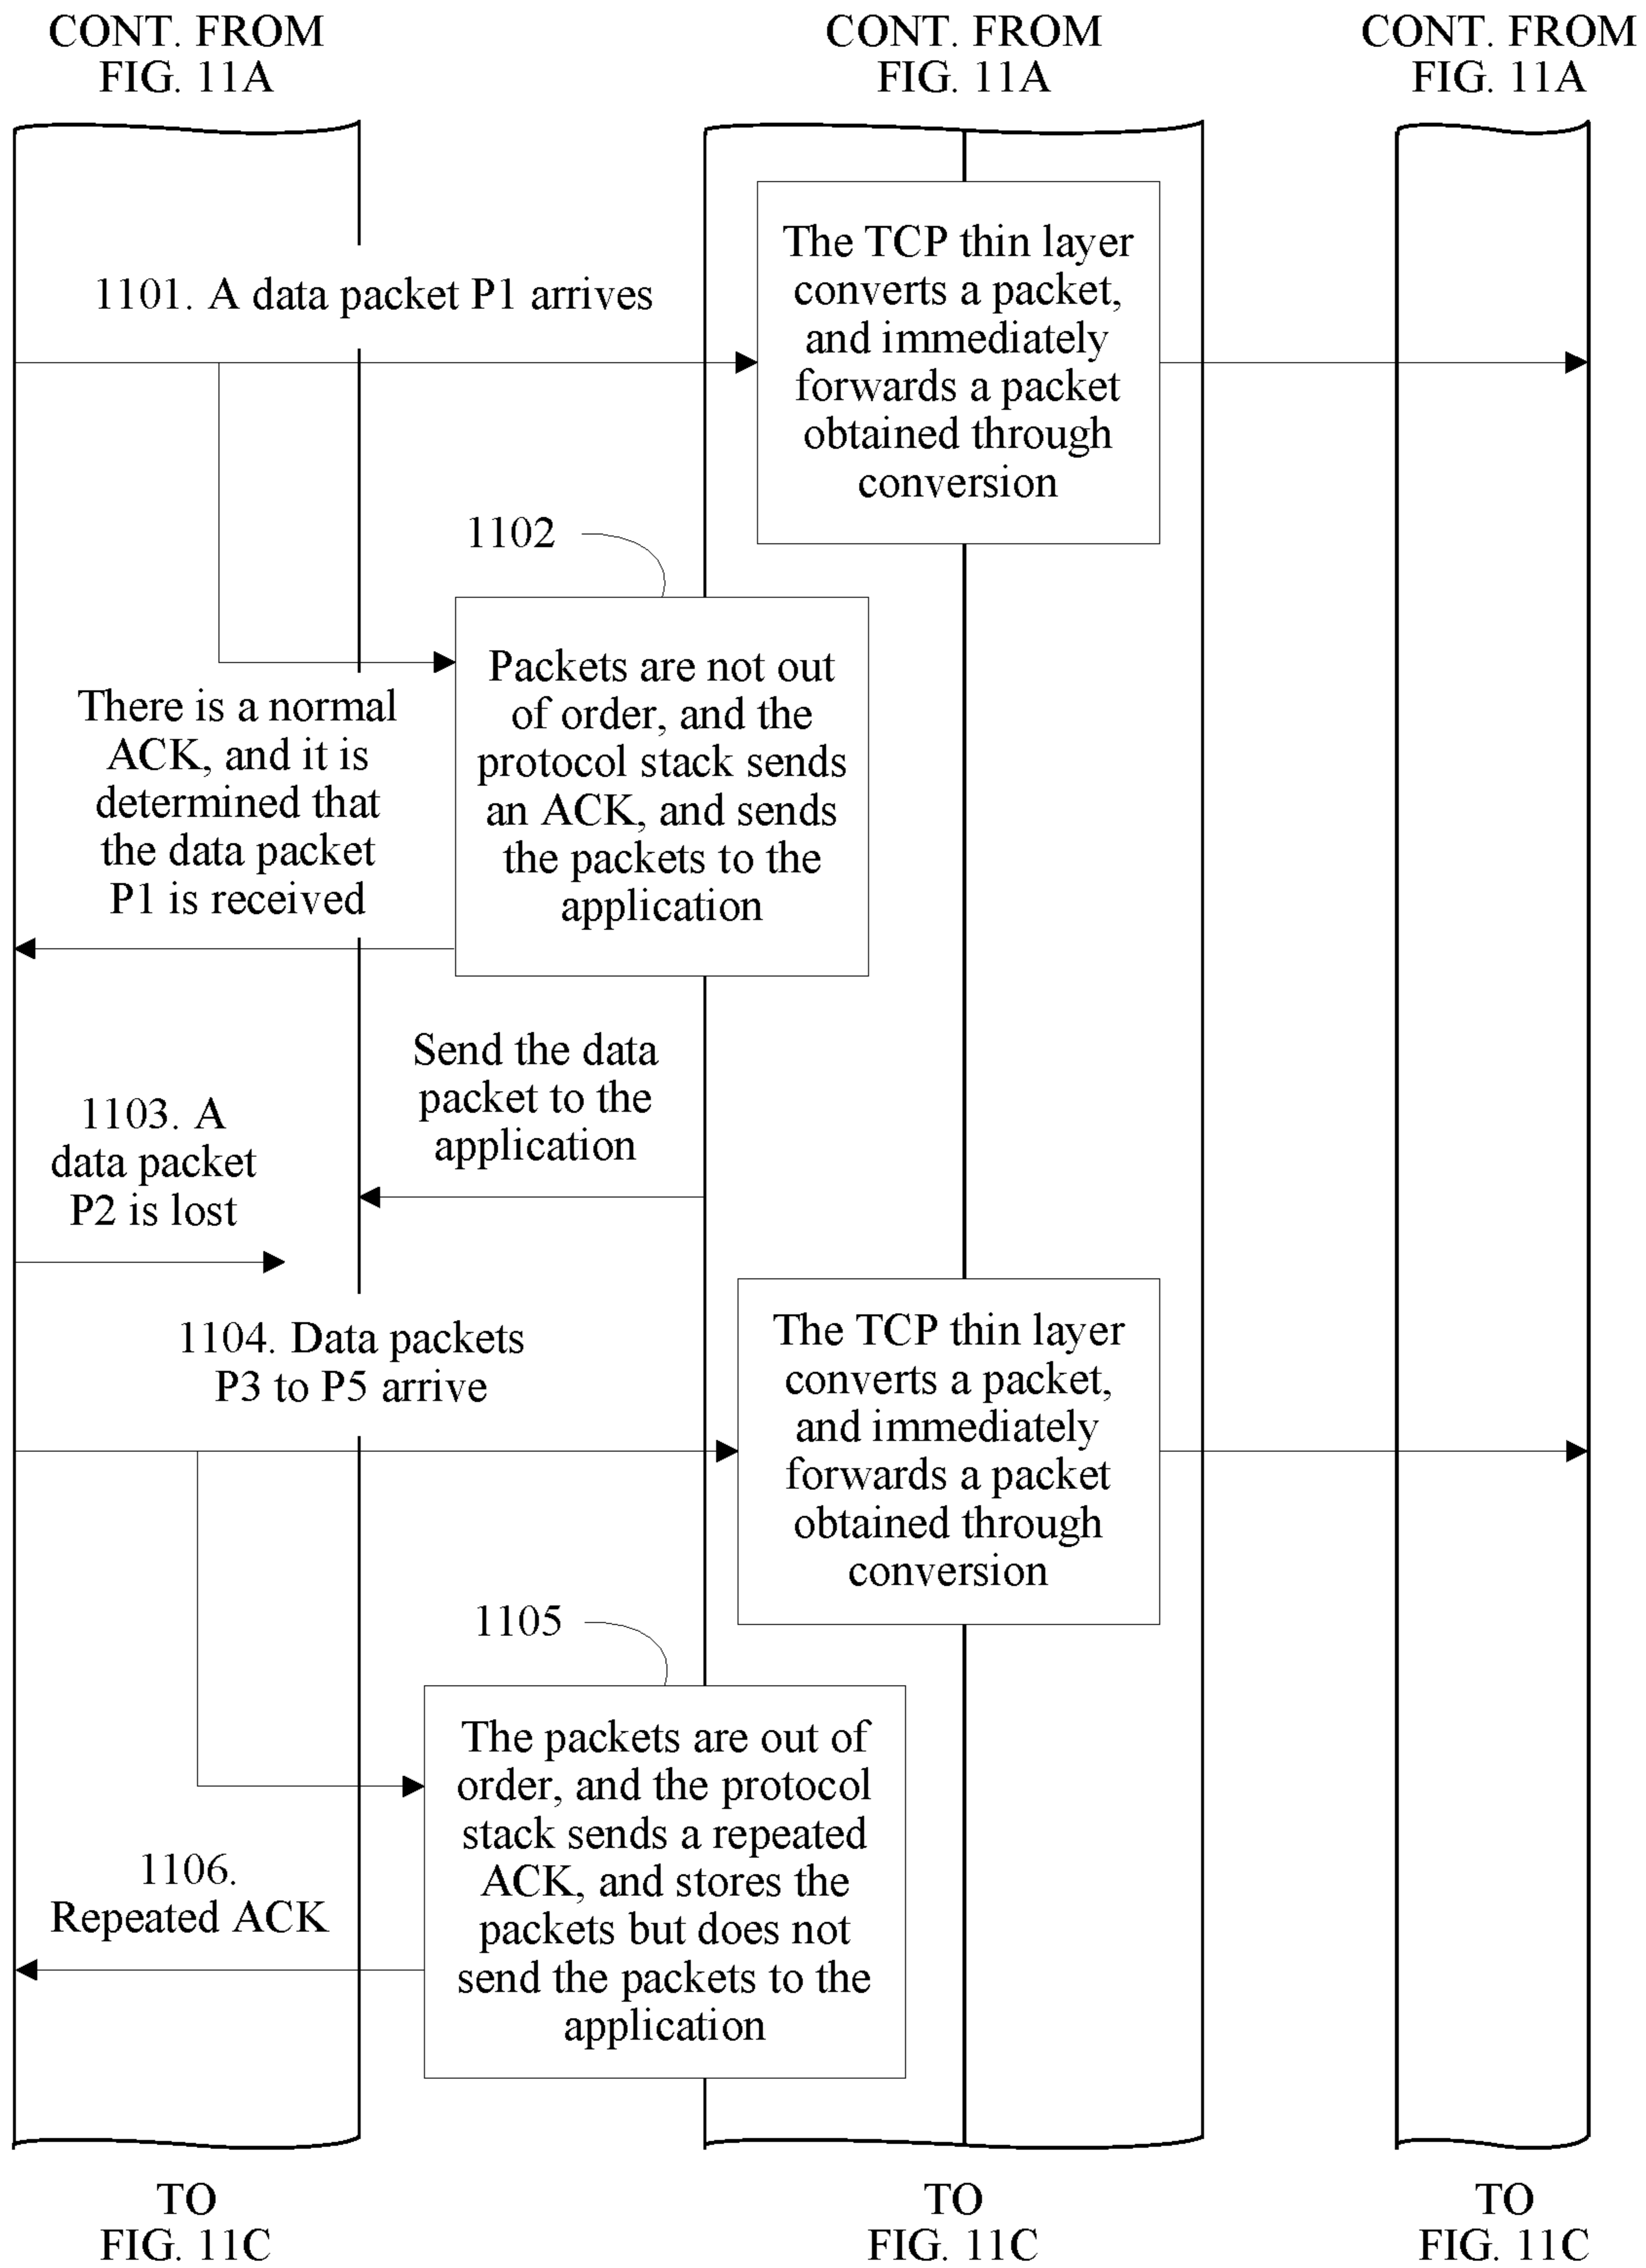 CONT. FROM
FIG. 11A
CONT. FROM
FIG. 11A
CONT. FROM
FIG. 11A
1101. A data packet P1 arrives
The TCP thin layer
converts a packet,
and immediately
forwards a packet
obtained through
conversion
1102
Packets are not out
of order, and the
protocol stack sends
an ACK, and sends
the packets to the
application
There is a normal
ACK, and it is
determined that
the data packet
P1 is received
Send the data
packet to the
application
1103. A
data packet
P2 is lost
1104. Data packets
P3 to P5 arrive
The TCP thin layer
converts a packet,
and immediately
forwards a packet
obtained through
conversion
1105
The packets are out of
order, and the protocol
stack sends a repeated
ACK, and stores the
packets but does not
send the packets to the
application
1106.
Repeated ACK
TO
FIG. 11C
TO
FIG. 11C
TO
FIG. 11C